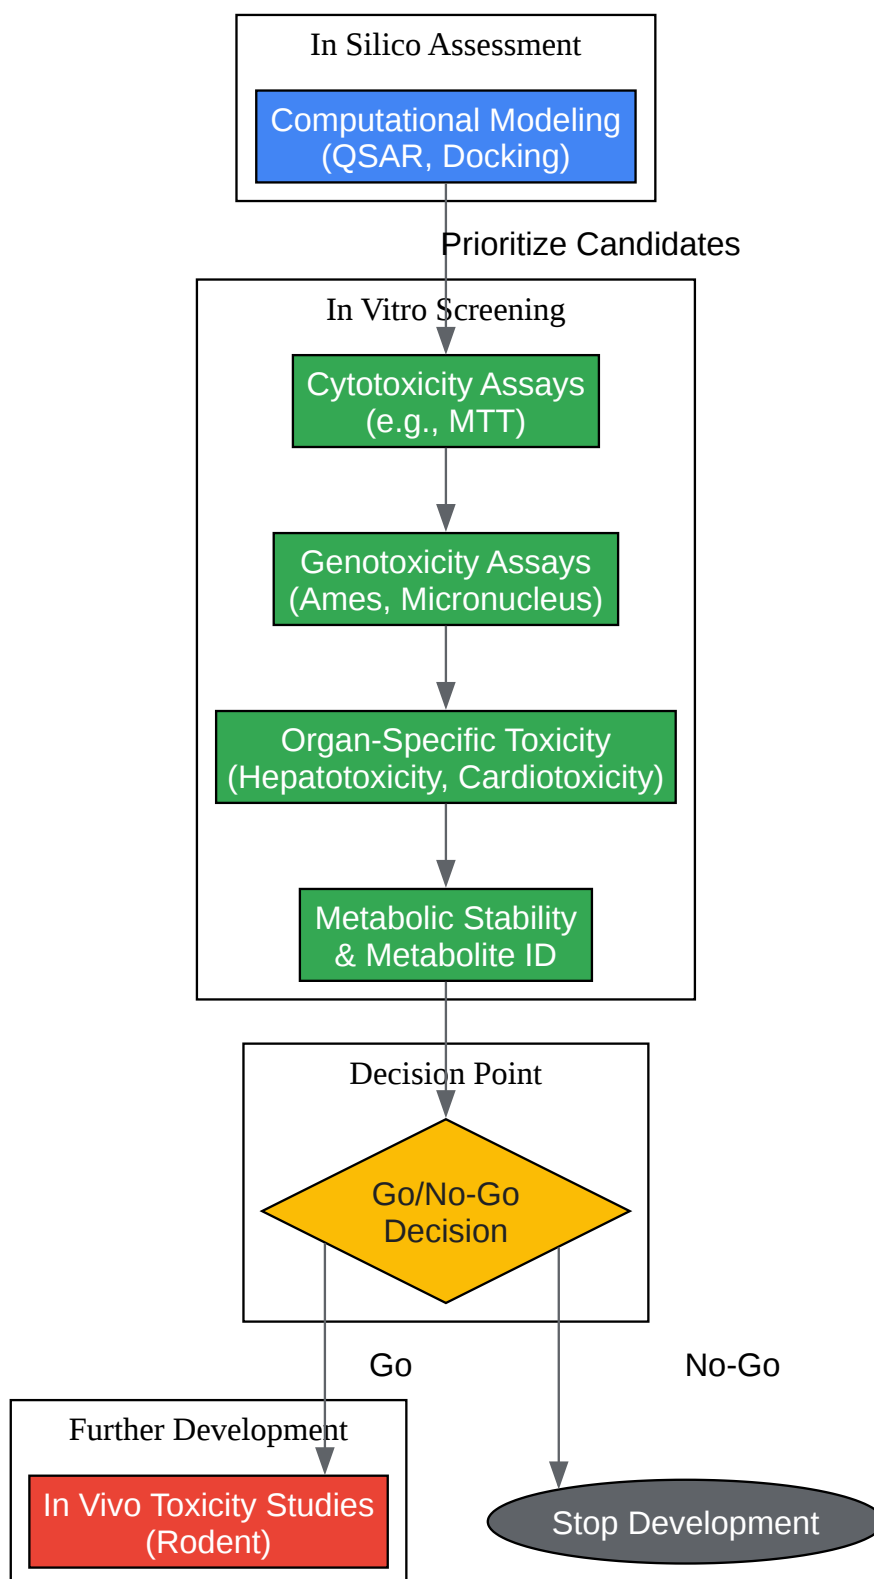 In Silico Assessment
Computational Modeling
(QSAR, Docking)
Prioritize Candidates
In Vitro Screening
Cytotoxicity Assays
(e.g., MTT)
Genotoxicity Assays
(Ames, Micronucleus)
Organ-Specific Toxicity
(Hepatotoxicity, Cardiotoxicity)
Metabolic Stability
& Metabolite ID
Decision Point
Go/No-Go
Decision
Go
No-Go
Further Development
In Vivo Toxicity Studies
(Rodent)
Stop Development